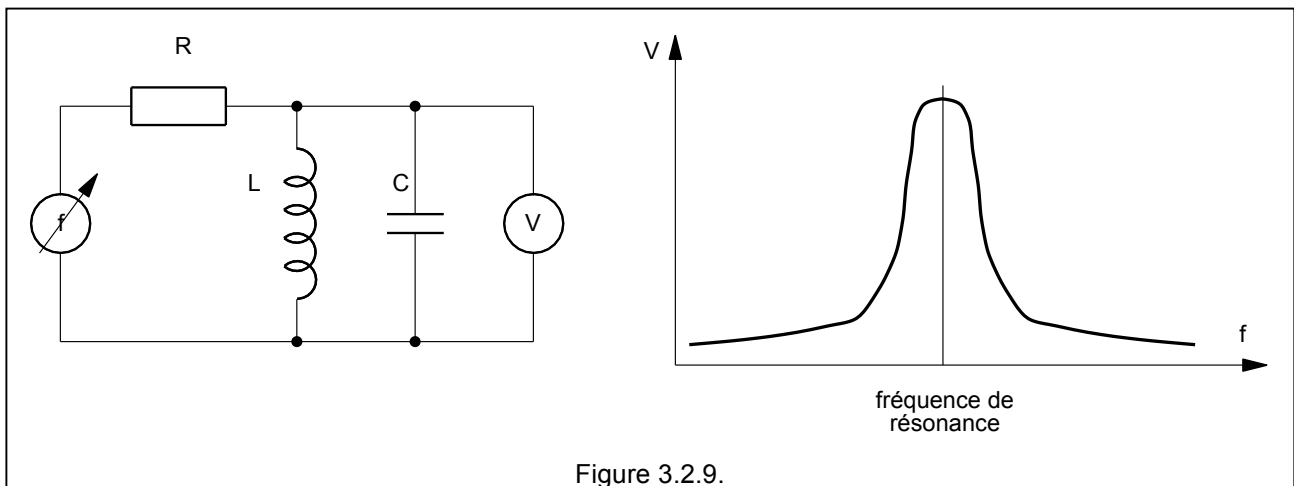 R
L
C
f
V
V
f
fréquence de
résonance
Figure 3.2.9.